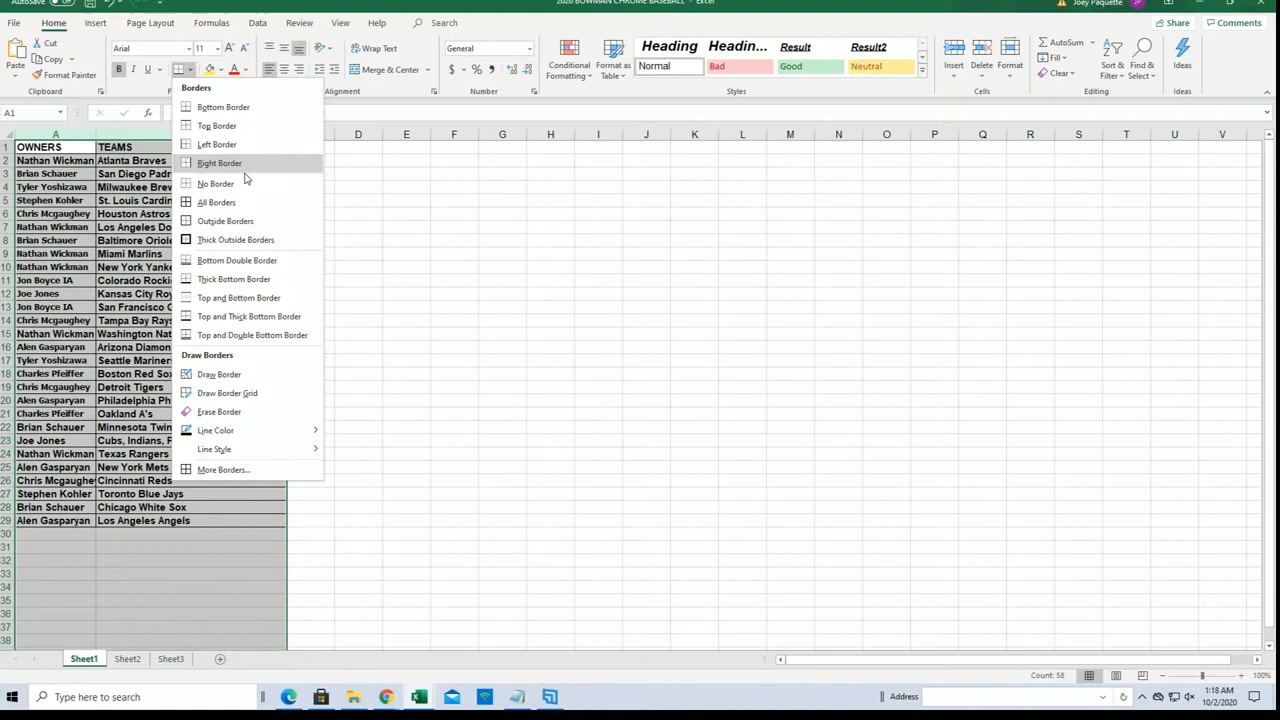 AutoSave
2020 BOWMAN CHROME BASEBALL - Excel
Joey Paquette
JP
File Home Insert Page Layout Formulas Data Review View Help Search
Share Comments
Paste
Cut
Copy
Format Painter
Clipboard
Arial 11
B I U
Wrap Text
Merge & Center
Alignment
General
$ % ,
Number
Conditional Formatting
Format as Table
Heading Headin... Result Result2
Normal Bad Good Neutral
Styles
Insert Delete Format
Cells
AutoSum
Fill
Clear
Sort & Filter
Find & Select
Editing
Ideas
Ideas
A1
Borders
Bottom Border
Top Border
Left Border
Right Border
No Border
All Borders
Outside Borders
Thick Outside Borders
Bottom Double Border
Thick Bottom Border
Top and Bottom Border
Top and Thick Bottom Border
Top and Double Bottom Border
Draw Borders
Draw Border
Draw Border Grid
Erase Border
Line Color
Line Style
More Borders...
A D E F G H I J K L M N O P Q R S T U V
1 OWNERS TEAMS
2 Nathan Wickman Atlanta Braves
3 Brian Schauer San Diego Padr
4 Tyler Yoshizawa Milwaukee Brew
5 Stephen Kohler St. Louis Cardin
6 Chris Mcgaughey Houston Astros
7 Nathan Wickman Los Angeles Do
8 Brian Schauer Baltimore Oriole
9 Nathan Wickman Miami Marlins
10 Nathan Wickman New York Yanke
11 Jon Boyce IA Colorado Rockie
12 Joe Jones Kansas City Roy
13 Jon Boyce IA San Francisco G
14 Chris Mcgaughey Tampa Bay Rays
15 Nathan Wickman Washington Nat
16 Alen Gasparyan Arizona Diamon
17 Tyler Yoshizawa Seattle Mariners
18 Charles Pfeiffer Boston Red Sox
19 Chris Mcgaughey Detroit Tigers
20 Alen Gasparyan Philadelphia Ph
21 Charles Pfeiffer Oakland A's
22 Brian Schauer Minnesota Twins
23 Joe Jones Cubs, Indians, P
24 Nathan Wickman Texas Rangers
25 Alen Gasparyan New York Mets
26 Chris Mcgaughey Cincinnati Reds
27 Stephen Kohler Toronto Blue Jays
28 Brian Schauer Chicago White Sox
29 Alen Gasparyan Los Angeles Angels
30
31
32
33
34
35
36
37
38
Sheet1 Sheet2 Sheet3
Count: 58
100%
Type here to search
Address
1:18 AM
10/2/2020